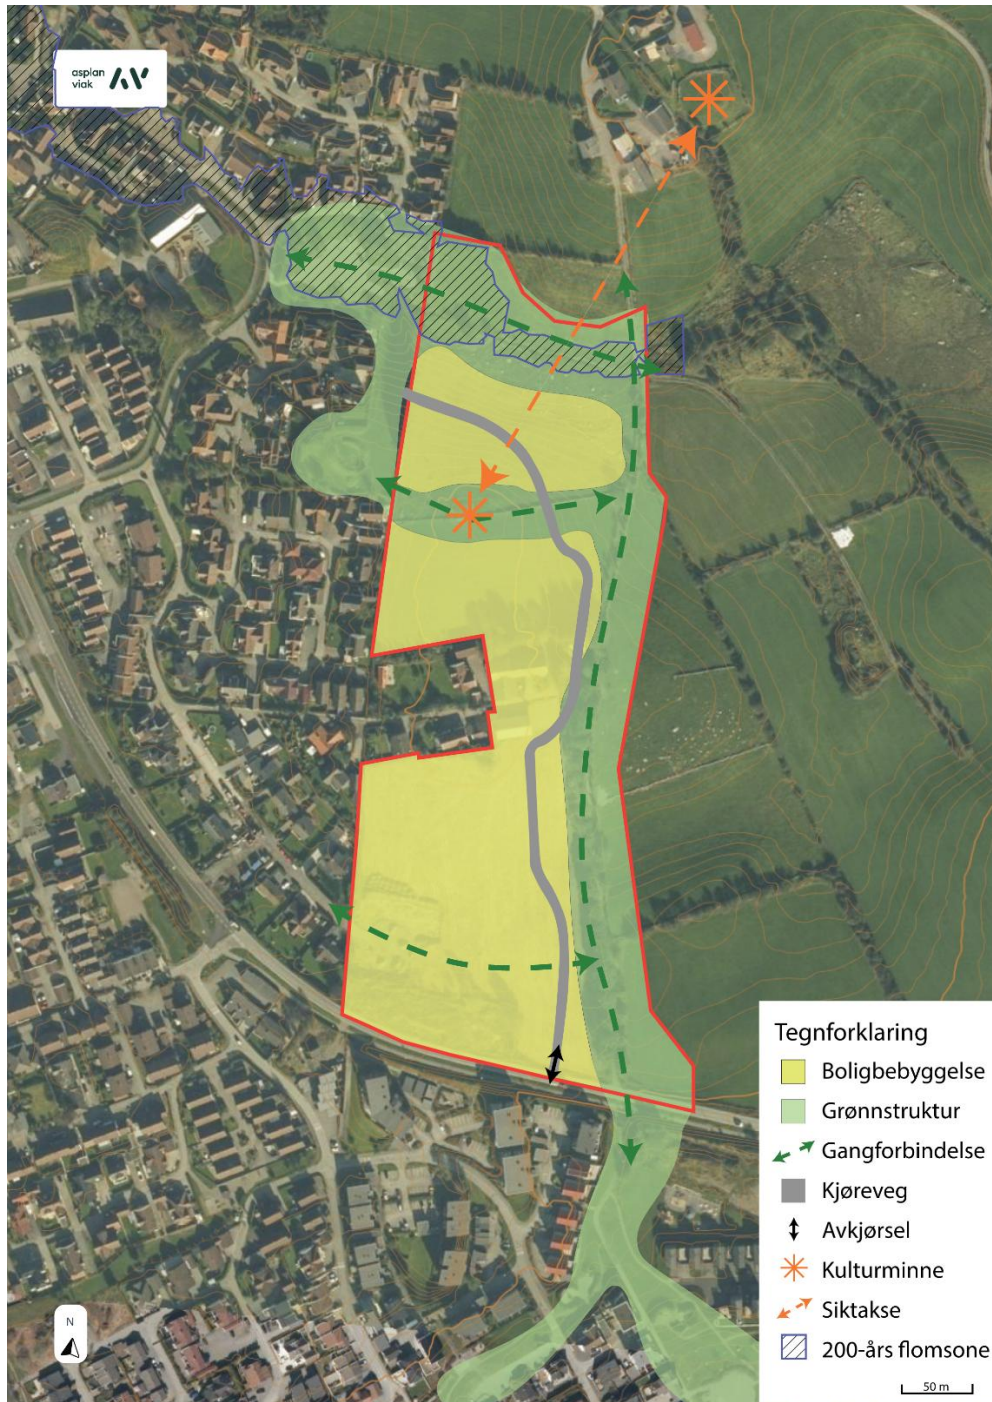 asplan
viak
Tegnforklaring
Boligbebyggelse
Grønnstruktur
Gangforbindelse
Kjøreveg
Avkjørsel
Kulturminne
Siktakse
200-års flomsone
50 m
N